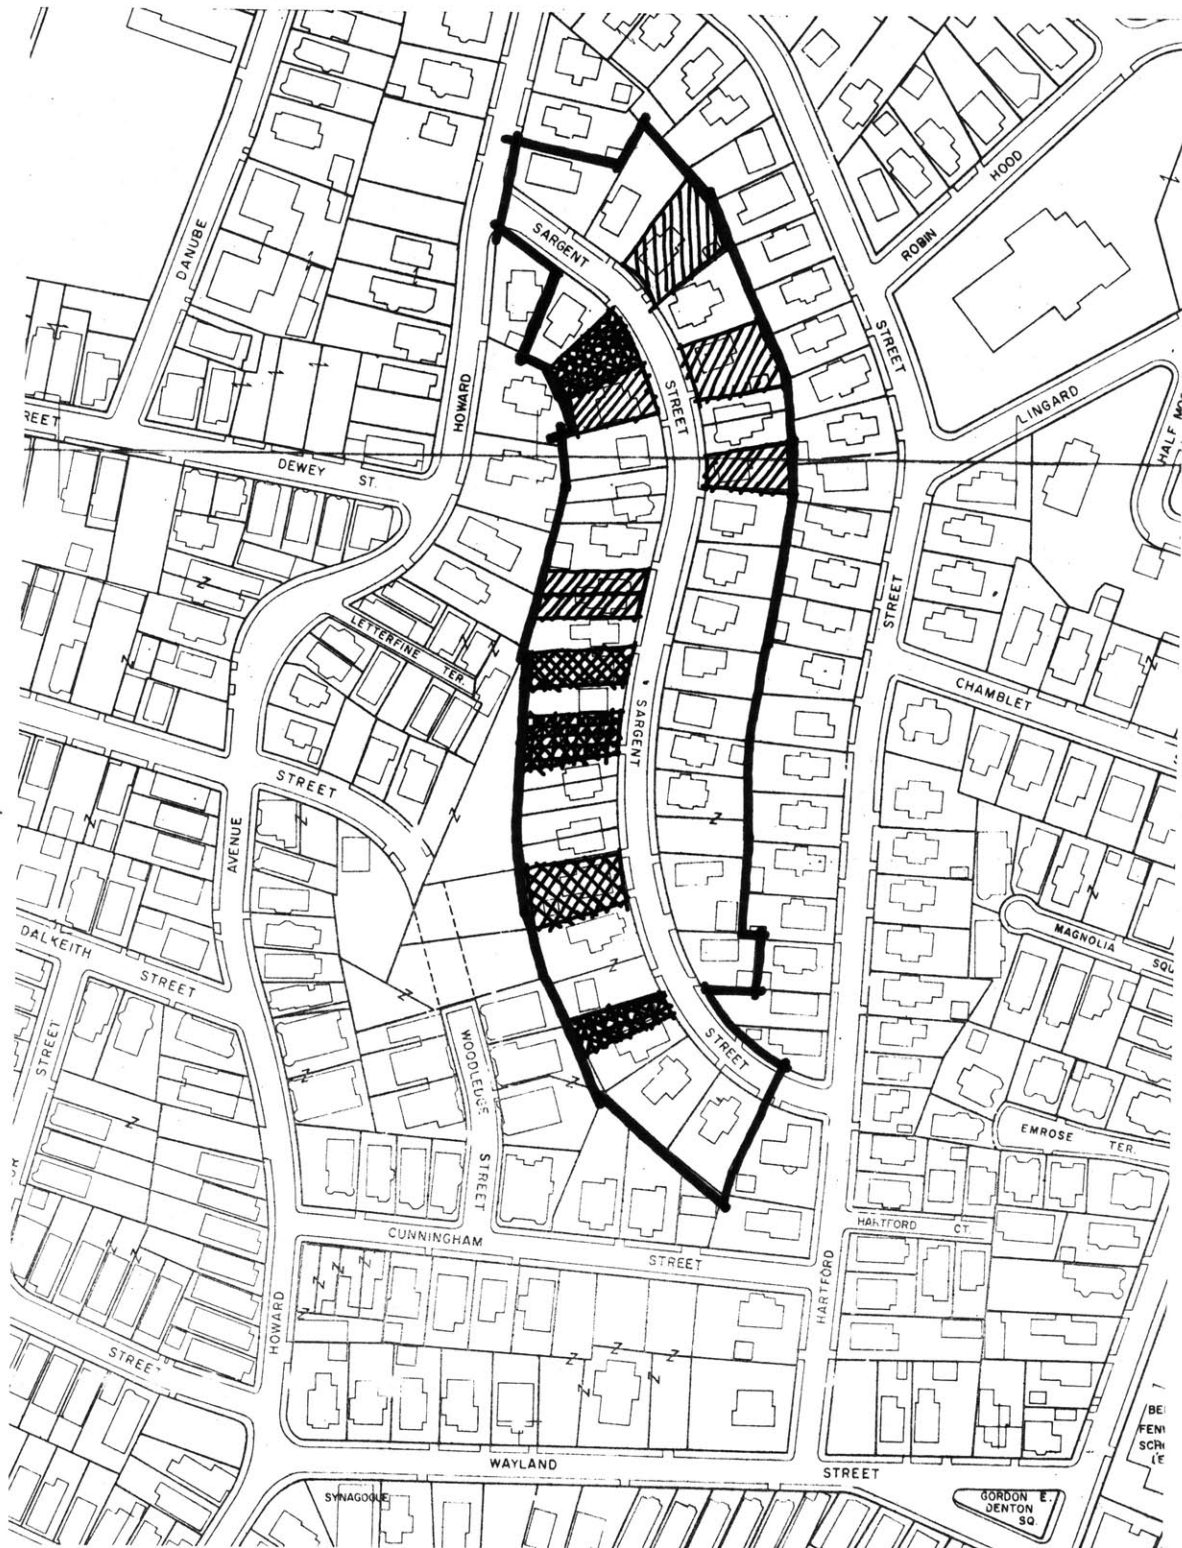 DANUBE
HOWARD
SARGENT
STREET
ROBIN
HOOD
STREET
LINGARD
HALF
REET
DEWEY
ST.
LETTERFINE
TER.
STREET
CHAMBLET
SARGENT
STREET
AVENUE
MAGNOLIA
SQU
DALKEITH
STREET
STREET
WOODLEDGE
STREET
STREET
EMROSE
TER.
HARTFORD
CT.
CUNNINGHAM
STREET
HOWARD
HARTFORD
STREET
WAYLAND
STREET
SYNAGOGUE
GORDON E.
DENTON
SQ.